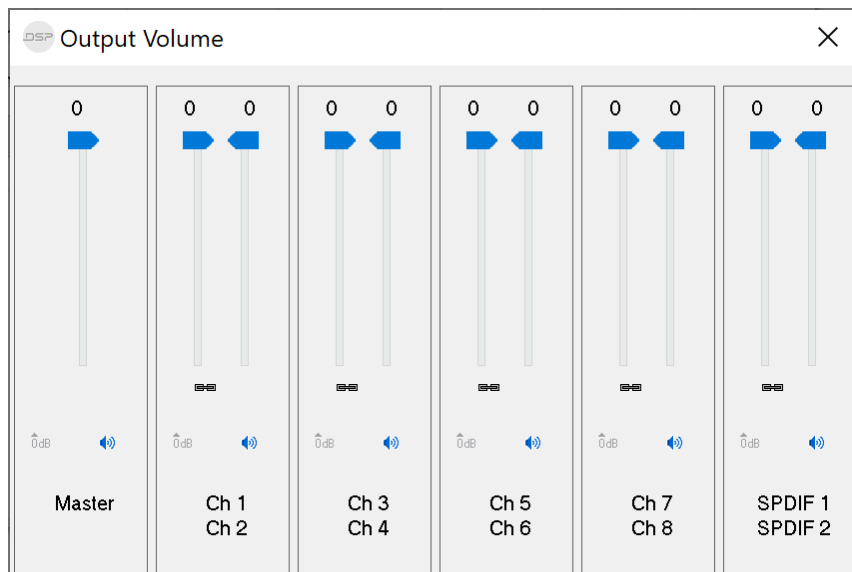 DSP Output Volume
0 0 0 0 0 0 0 0 0 0 0
0dB 0dB 0dB 0dB 0dB 0dB
Master Ch 1 Ch 3 Ch 5 Ch 7 SPDIF 1
Ch 2 Ch 4 Ch 6 Ch 8 SPDIF 2